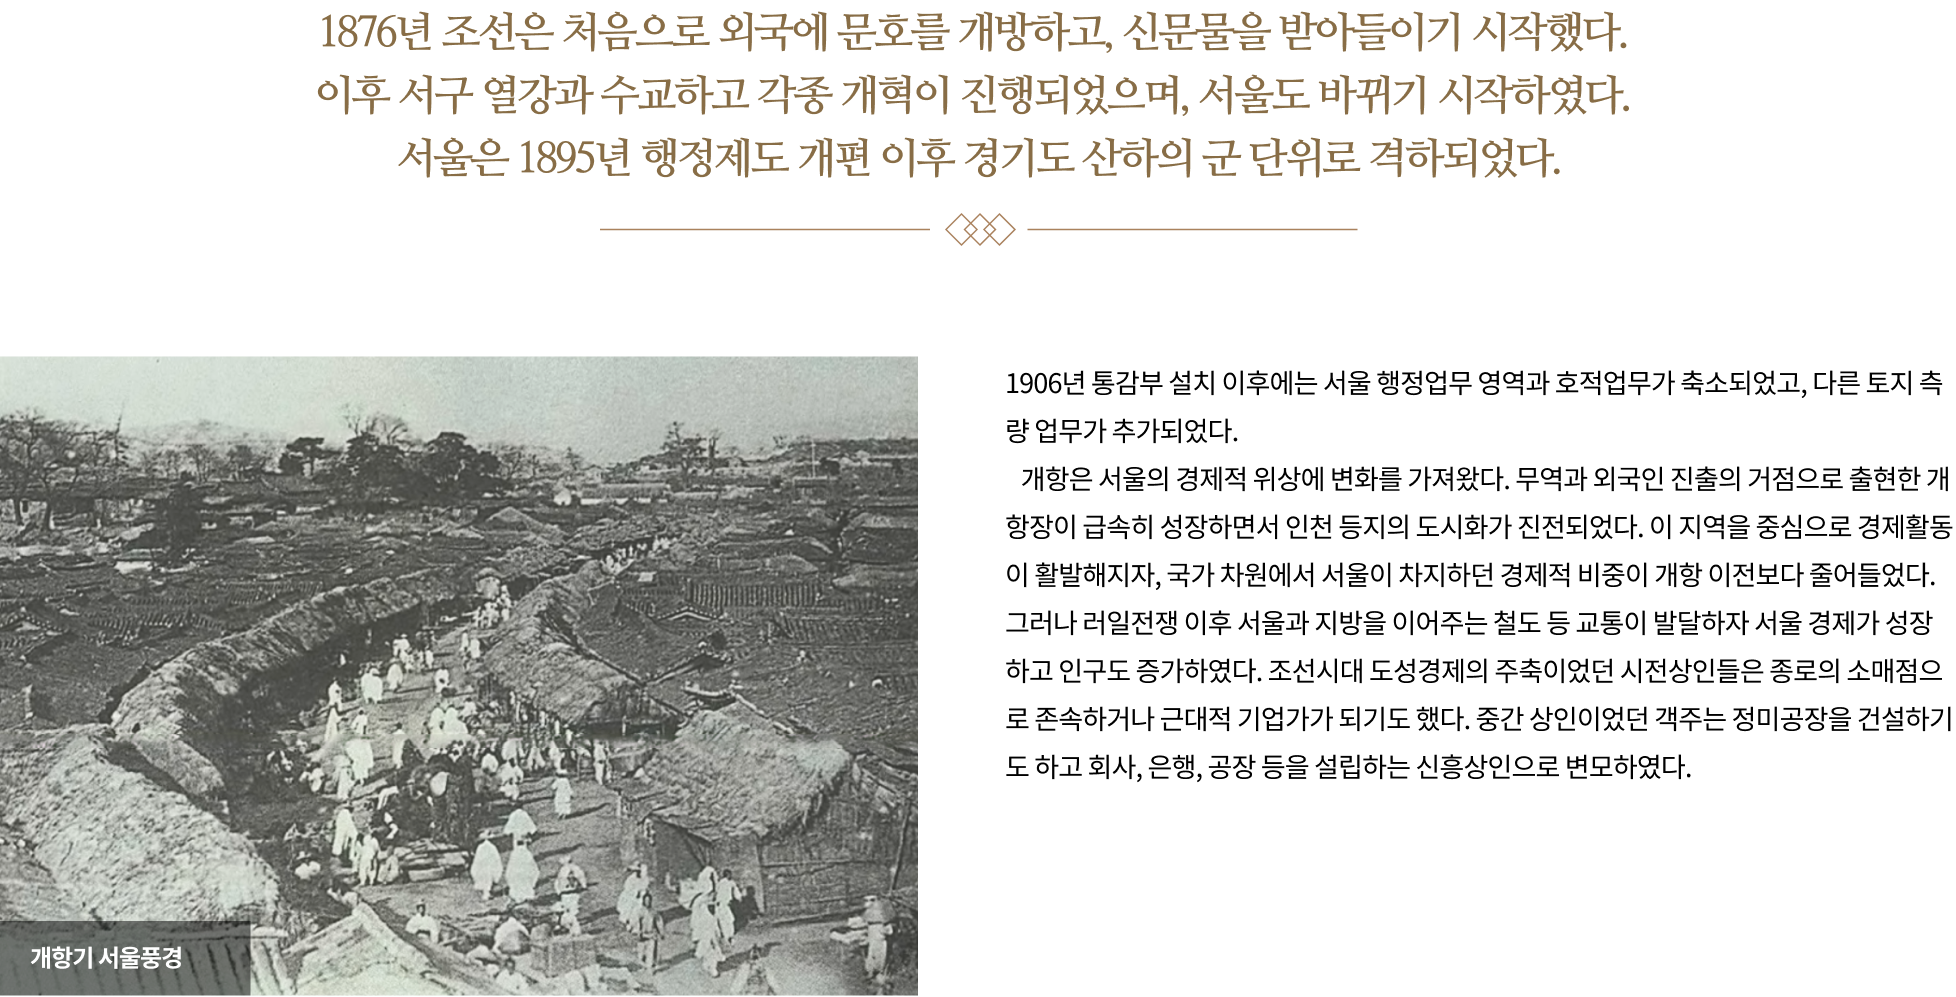 1876년 조선은 처음으로 외국에 문호를 개방하고, 신문물을 받아들이기 시작했다.
이후 서구 열강과 수교하고 각종 개혁이 진행되었으며, 서울도 바뀌기 시작하였다.
서울은 1895년 행정제도 개편 이후 경기도 산하의 군 단위로 격하되었다.
1906년 통감부 설치 이후에는 서울 행정업무 영역과 호적업무가 축소되었고, 다른 토지 측
량 업무가 추가되었다.
개항은 서울의 경제적 위상에 변화를 가져왔다. 무역과 외국인 진출의 거점으로 출현한 개
항장이 급속히 성장하면서 인천 등지의 도시화가 진전되었다. 이 지역을 중심으로 경제활동
이 활발해지자, 국가 차원에서 서울이 차지하던 경제적 비중이 개항 이전보다 줄어들었다.
그러나 러일전쟁 이후 서울과 지방을 이어주는 철도 등 교통이 발달하자 서울 경제가 성장
하고 인구도 증가하였다. 조선시대 도성경제의 주축이었던 시전상인들은 종로의 소매점으
로 존속하거나 근대적 기업가가 되기도 했다. 중간 상인이었던 객주는 정미공장을 건설하기
도 하고 회사, 은행, 공장 등을 설립하는 신흥상인으로 변모하였다.
개항기 서울풍경